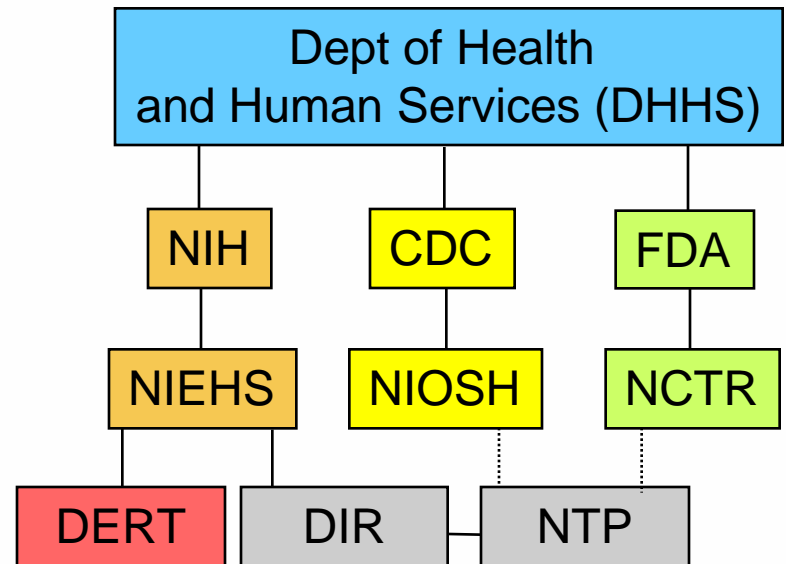 Dept of Health
and Human Services (DHHS)
NIH
CDC
FDA
NIEHS
NIOSH
NCTR
DERT
DIR
NTP